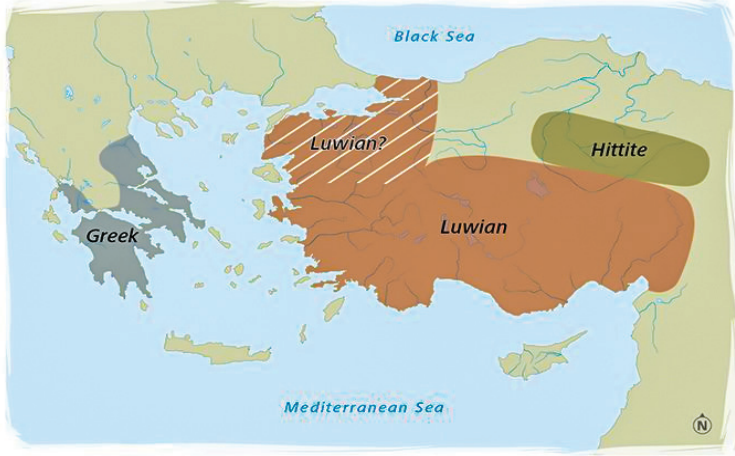 Black Sea
Luwian?
Hittite
Greek
Luwian
Mediterranean Sea
N